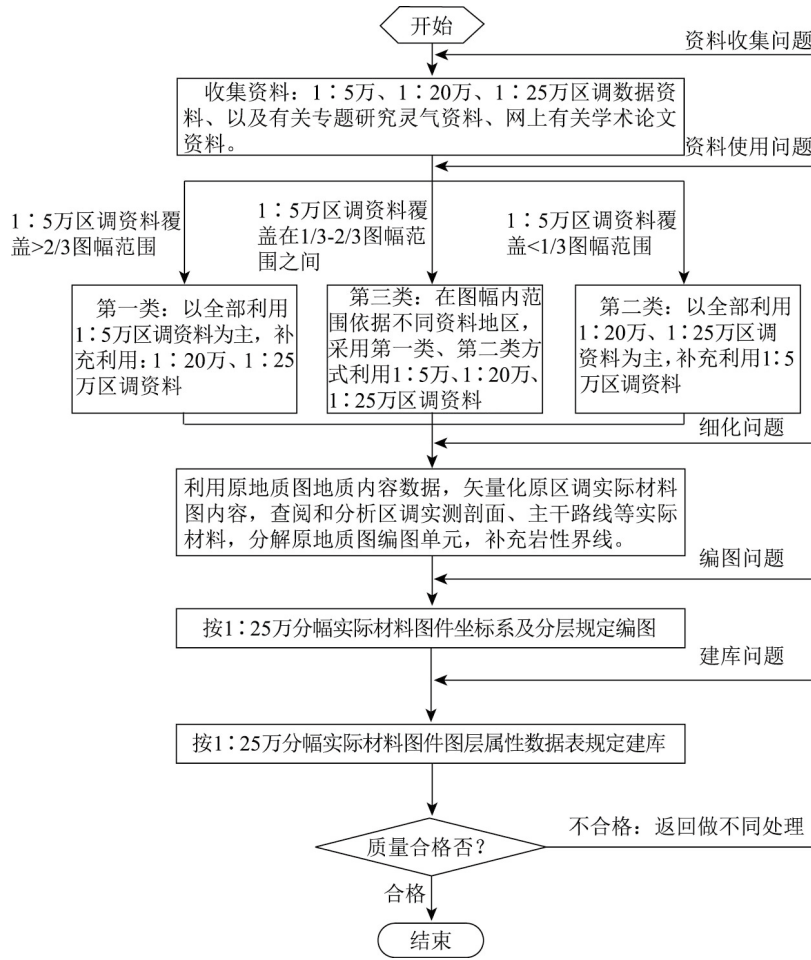 开始
资料收集问题
收集资料：1∶5万、1∶20万、1∶25万区调数据资
料、以及有关专题研究灵气资料、网上有关学术论文
资料。
资料使用问题
1∶5万区调资料覆
盖>2/3图幅范围
1∶5万区调资料覆
盖在1/3-2/3图幅范
围之间
1∶5万区调资料覆
盖<1/3图幅范围
第一类：以全部利用
1∶5万区调资料为主，补
充利用：1∶20万、1∶25
万区调资料
第三类：在图幅内范
围依据不同资料地区，
采用第一类、第二类方
式利用1∶5万、1∶20万、
1∶25万区调资料
第二类：以全部利用
1∶20万、1∶25万区调
资料为主，补充利用1∶5
万区调资料
细化问题
利用原地质图地质内容数据，矢量化原区调实际材料
图内容，查阅和分析区调实测剖面、主干路线等实际
材料，分解原地质图编图单元，补充岩性界线。
编图问题
按1∶25万分幅实际材料图件坐标系及分层规定编图
建库问题
按1∶25万分幅实际材料图件图层属性数据表规定建库
不合格：返回做不同处理
质量合格否？
合格
结束